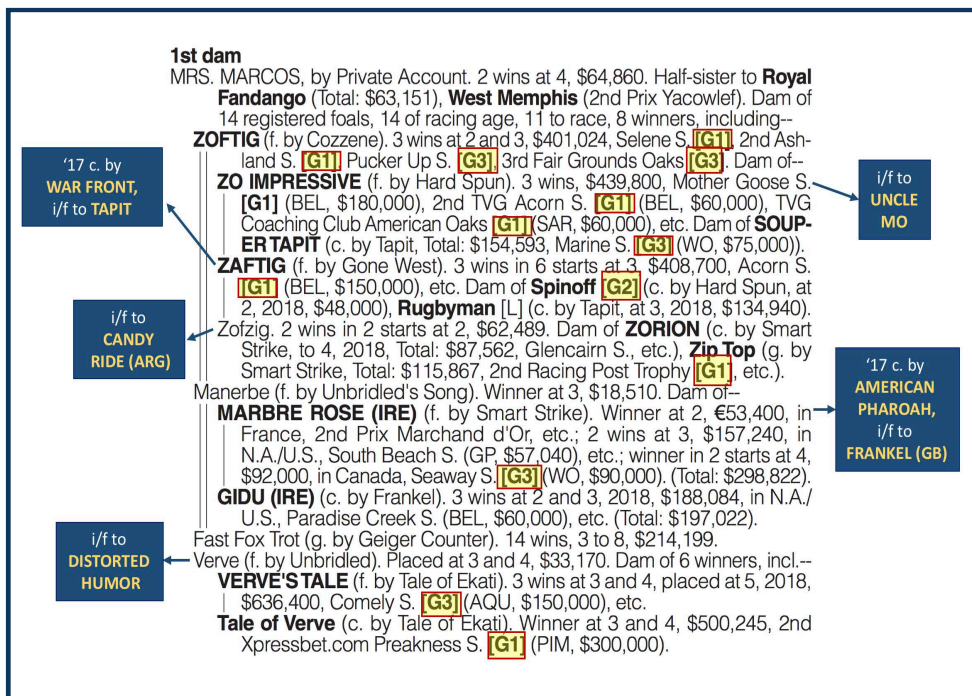 1st dam
MRS. MARCOS, by Private Account. 2 wins at 4, $64,860. Half-sister to Royal
Fandango (Total: $63,151), West Memphis (2nd Prix Yacowlef). Dam of
14 registered foals, 14 of racing age, 11 to race, 8 winners, including--
ZOFTIG (f. by Cozzene). 3 wins at 2 and 3, $401,024, Selene S. [G1], 2nd Ash-
land S. [G1], Pucker Up S. [G3], 3rd Fair Grounds Oaks [G3]. Dam of--
ZO IMPRESSIVE (f. by Hard Spun). 3 wins, $439,800, Mother Goose S.
[G1] (BEL, $180,000), 2nd TVG Acorn S. [G1] (BEL, $60,000), TVG
Coaching Club American Oaks [G1] (SAR, $60,000), etc. Dam of SOUP-
ER TAPIT (c. by Tapit, Total: $154,593, Marine S. [G3] (WO, $75,000)).
ZAFTIG (f. by Gone West). 3 wins in 6 starts at 3, $408,700, Acorn S.
[G1 (BEL, $150,000), etc. Dam of Spinoff [G2] (c. by Hard Spun, at
2, 2018, $48,000), Rugbyman [L] (c. by Tapit, at 3, 2018, $134,940).
Zofzig. 2 wins in 2 starts at 2, $62,489. Dam of ZORION (c. by Smart
Strike, to 4, 2018, Total: $87,562, Glencairn S., etc.), Zip Top (g. by
Smart Strike, Total: $115,867, 2nd Racing Post Trophy [G1], etc.).
Manerbe (f. by Unbridled's Song). Winner at 3, $18,510. Dam of--
MARBRE ROSE (IRE) (f. by Smart Strike). Winner at 2, €53,400, in
France, 2nd Prix Marchand d'Or, etc.; 2 wins at 3, $157,240, in
N.A./U.S., South Beach S. (GP, $57,040), etc.; winner in 2 starts at 4,
$92,000, in Canada, Seaway S. [G3] (WO, $90,000). (Total: $298,822).
GIDU (IRE) (c. by Frankel). 3 wins at 2 and 3, 2018, $188,084, in N.A./
U.S., Paradise Creek S. (BEL, $60,000), etc. (Total: $197,022).
Fast Fox Trot (g. by Geiger Counter). 14 wins, 3 to 8, $214,199.
Verve (f. by Unbridled). Placed at 3 and 4, $33,170. Dam of 6 winners, incl.--
VERVE'S TALE (f. by Tale of Ekati). 3 wins at 3 and 4, placed at 5, 2018,
$636,400, Comely S. [G3] (AQU, $150,000), etc.
Tale of Verve (c. by Tale of Ekati). Winner at 3 and 4, $500,245, 2nd
Xpressbet.com Preakness S. [G1] (PIM, $300,000).
'17 c. by
WAR FRONT,
i/f to TAPIT
i/f to
CANDY
RIDE (ARG)
i/f to
DISTORTED
HUMOR
i/f to
UNCLE
MO
'17 c. by
AMERICAN
PHAROAH,
i/f to
FRANKEL (GB)